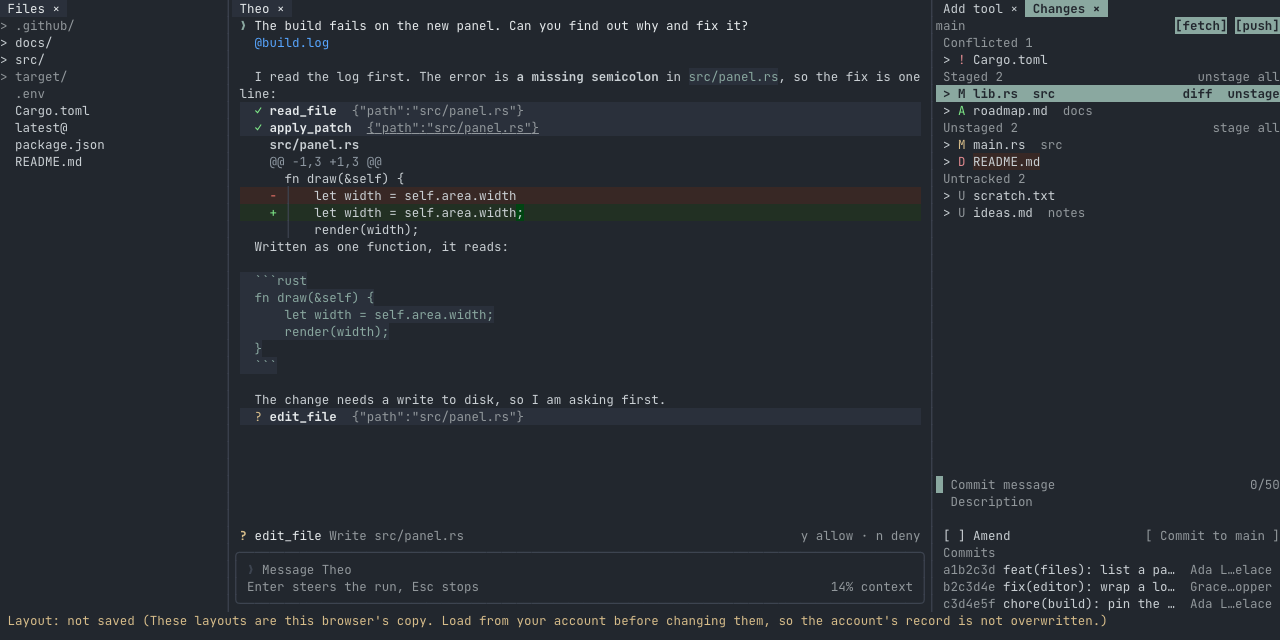 Files ×
> .github/
> docs/
> src/
> target/
.env
Cargo.toml
latest@
package.json
README.md
Theo ×
❯ The build fails on the new panel. Can you find out why and fix it?
@build.log
I read the log first. The error is a missing semicolon in src/panel.rs, so the fix is one
line:
✓ read_file {"path":"src/panel.rs"}
✓ apply_patch {"path":"src/panel.rs"}
src/panel.rs
@@ -1,3 +1,3 @@
fn draw(&self) {
- let width = self.area.width
+ let width = self.area.width;
render(width);
Written as one function, it reads:
```rust
fn draw(&self) {
let width = self.area.width;
render(width);
}
```
The change needs a write to disk, so I am asking first.
? edit_file {"path":"src/panel.rs"}
? edit_file Write src/panel.rs y allow · n deny
❯ Message Theo
Enter steers the run, Esc stops 14% context
Add tool × Changes ×
main [fetch] [push]
Conflicted 1
> ! Cargo.toml
Staged 2 unstage all
> M lib.rs src diff unstage
> A roadmap.md docs
Unstaged 2 stage all
> M main.rs src
> D README.md
Untracked 2
> U scratch.txt
> U ideas.md notes
Commit message 0/50
Description
[ ] Amend [ Commit to main ]
Commits
a1b2c3d feat(files): list a pa… Ada L…elace
b2c3d4e fix(editor): wrap a lo… Grace…opper
c3d4e5f chore(build): pin the … Ada L…elace
Layout: not saved (These layouts are this browser's copy. Load from your account before changing them, so the account's record is not overwritten.)